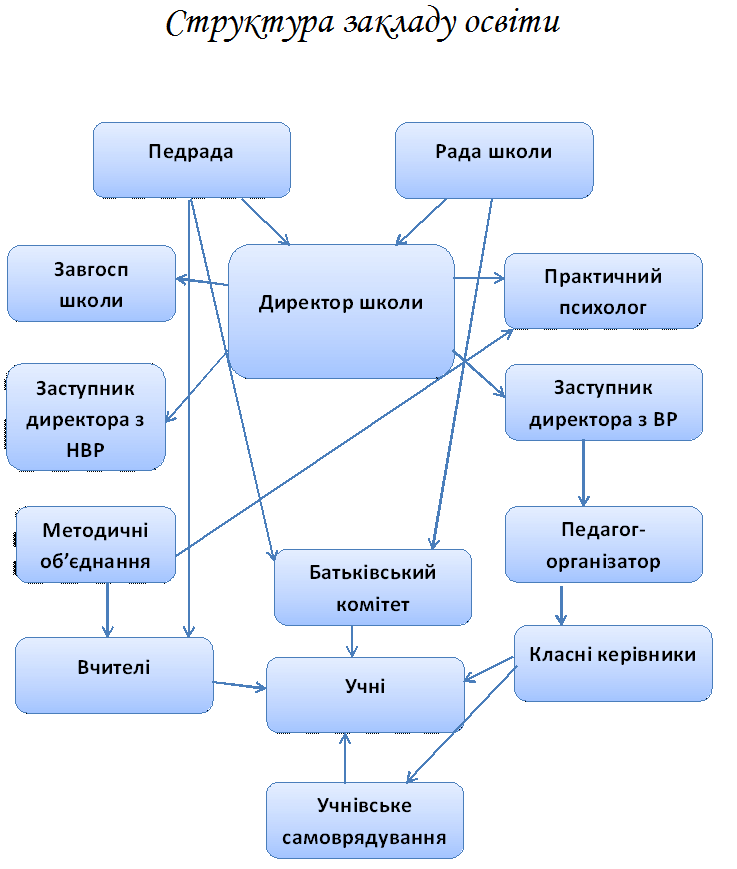 Структура закладу освіти
Педрада
Рада школи
Завгосп
школи
Директор школи
Практичний
психолог
Заступник
директора з
НВР
Заступник
директора з ВР
Методичні
об’єднання
Педагог-
організатор
Батьківський
комітет
Вчителі
Учні
Класні керівники
Учнівське
самоврядування